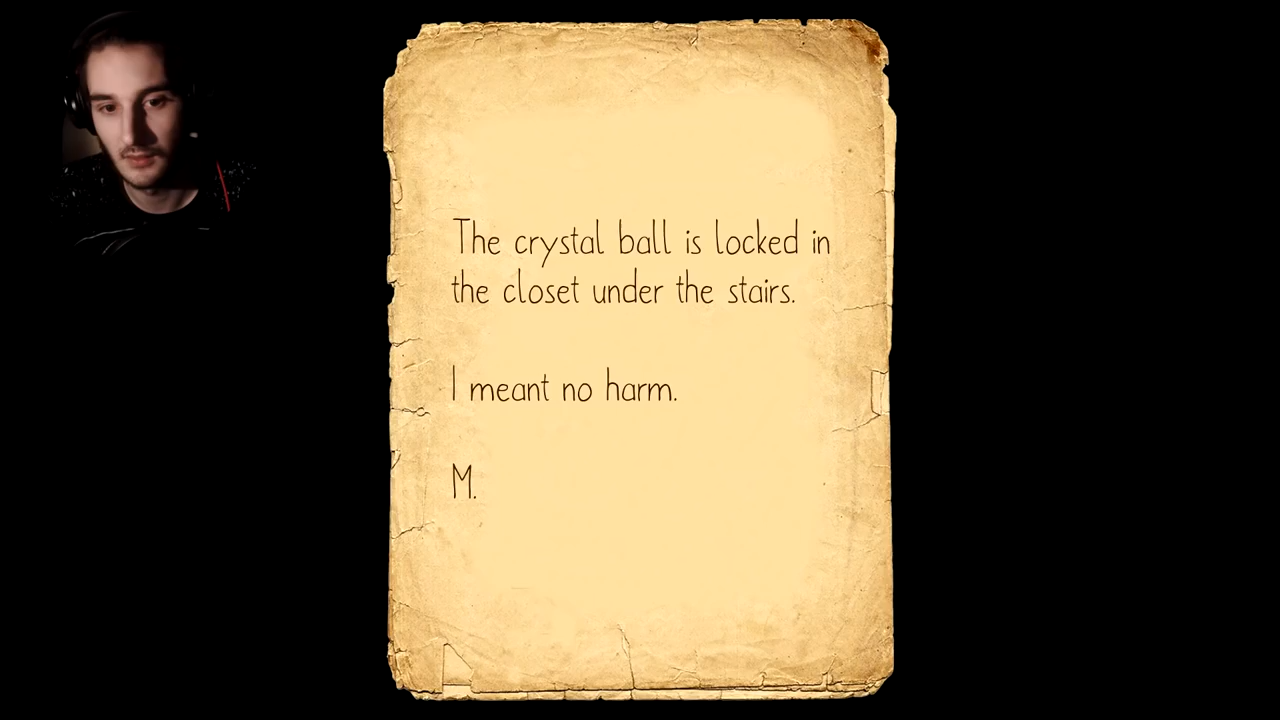 The crystal ball is locked in
the closet under the stairs.
I meant no harm.
M.